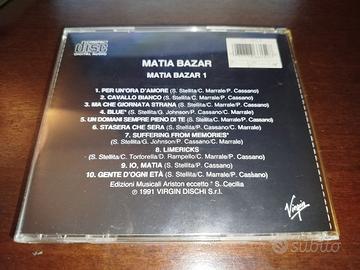 COMPACT
disc
DIGITAL AUDIO
MATIA BAZAR
MATIA BAZAR 1
1. PER UN'ORA D'AMORE (S. Stellita/C. Marrale/P. Cassano)
2. CAVALLO BIANCO (S. Stellita/C. Marrale/P. Cassano)
3. MA CHE GIORNATA STRANA (S. Stellita/C. Marrale/P. Cassano)
4. BLUE* (S. Stellita/G. Johnson/P. Cassano/C. Marrale)
5. UN DOMANI SEMPRE PIENO DI TE (S. Stellita/C. Marrale/P. Cassano)
6. STASERA CHE SERA (S. Stellita/C. Marrale/P. Cassano)
7. SUFFERING FROM MEMORIES*
(S. Stellita/G. Johnson/C. Marrale/P. Cassano)
8. LIMERICKS
(S. Stellita/C. Tortorella/D. Rampello/C. Marrale/P. Cassano)
9. IO, MATIA (S. Stellita/C. Marrale/P. Cassano)
10. GENTE D'OGNI ETÀ (S. Stellita/C. Marrale/P. Cassano)
Edizioni Musicali Ariston eccetto * S. Cecilia
℗ 1991 VIRGIN DISCHI S.r.l.
Virgin
subito